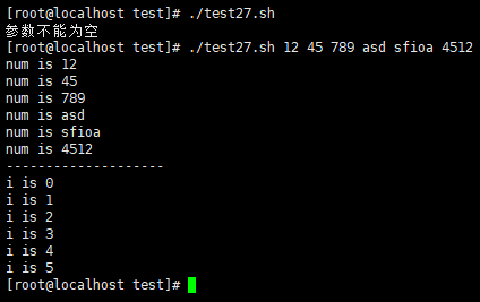 [root@localhost test]# ./test27.sh
参数不能为空
[root@localhost test]# ./test27.sh 12 45 789 asd sfioa 4512
num is 12
num is 45
num is 789
num is asd
num is sfioa
num is 4512
--------------------
i is 0
i is 1
i is 2
i is 3
i is 4
i is 5
[root@localhost test]#